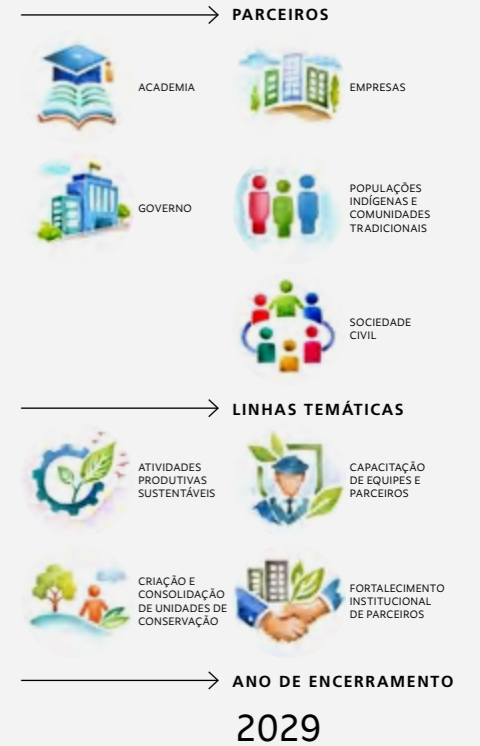 PARCEIROS
ACADEMIA
EMPRESAS
GOVERNO
POPULAÇÕES
INDÍGENAS E
COMUNIDADES
TRADICIONAIS
SOCIEDADE
CIVIL
LINHAS TEMÁTICAS
ATIVIDADES
PRODUTIVAS
SUSTENTÁVEIS
CAPACITAÇÃO
DE EQUIPES E
PARCEIROS
CRIAÇÃO E
CONSOLIDAÇÃO
DE UNIDADES DE
CONSERVAÇÃO
FORTALECIMENTO
INSTITUCIONAL
DE PARCEIROS
ANO DE ENCERRAMENTO
2029